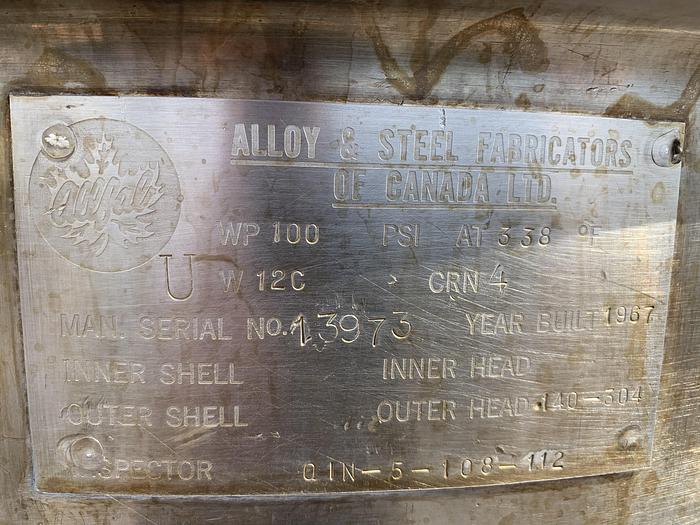 ALLOY & STEEL FABRICATORS
OF CANADA LTD.
WP 100 PSI AT 338 °F
U W 12C CRN 4
MAN. SERIAL NO. 13973 YEAR BUILT 1967
INNER SHELL INNER HEAD
OUTER SHELL OUTER HEAD 140-304
SPECTOR QIN-5-108-112